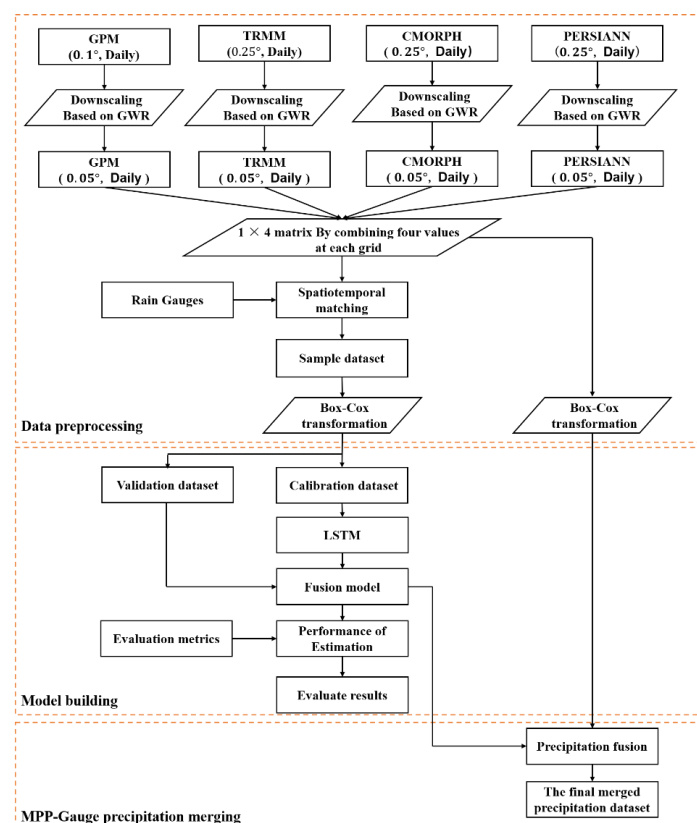 GPM
(0.1°, Daily)
TRMM
(0.25°, Daily)
CMORPH
(0.25°, Daily)
PERSIANN
(0.25°, Daily)
Downscaling
Based on GWR
Downscaling
Based on GWR
Downscaling
Based on GWR
Downscaling
Based on GWR
GPM
( 0.05°, Daily )
TRMM
( 0.05°, Daily )
CMORPH
( 0.05°, Daily )
PERSIANN
( 0.05°, Daily )
1 × 4 matrix By combining four values
at each grid
Rain Gauges
Spatiotemporal
matching
Sample dataset
Box-Cox
transformation
Box-Cox
transformation
Data preprocessing
Validation dataset
Calibration dataset
LSTM
Fusion model
Evaluation metrics
Performance of
Estimation
Evaluate results
Model building
Precipitation fusion
The final merged
precipitation dataset
MPP-Gauge precipitation merging